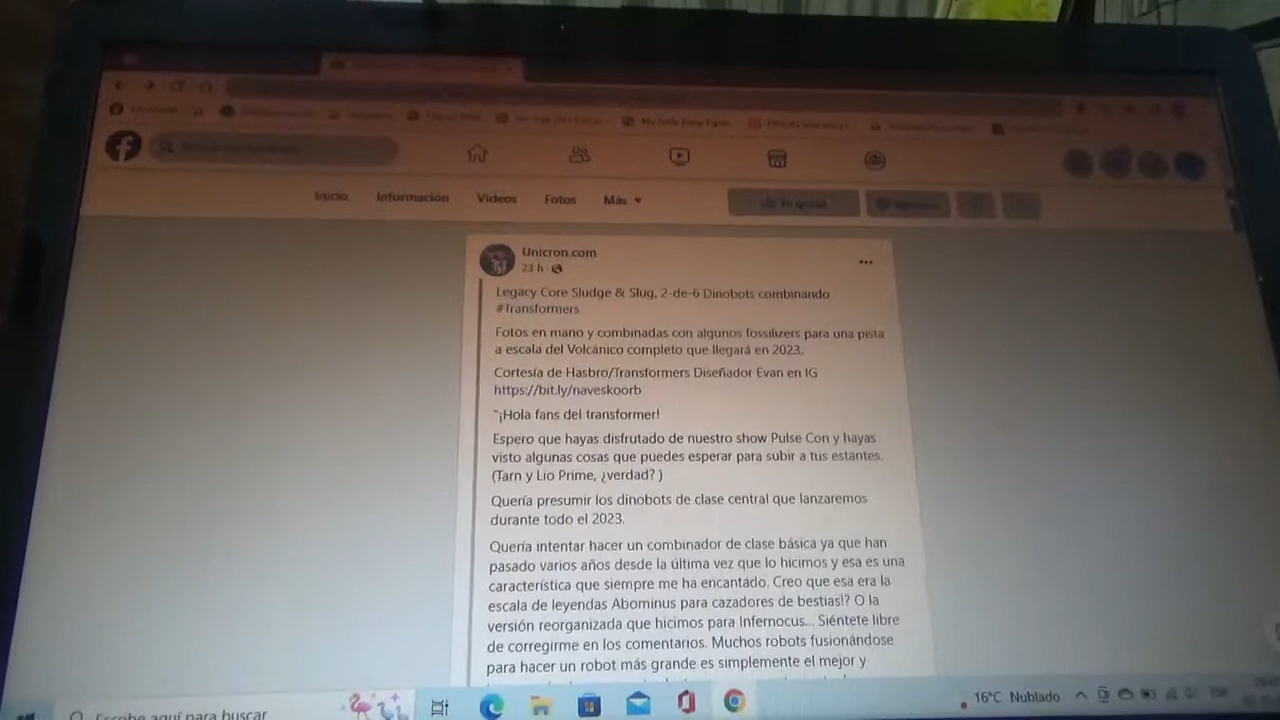 Inicio Información Videos Fotos Más
Unicron.com
23 h
Legacy Core Sludge & Slug, 2-de-6 Dinobots combinando
#Transformers
Fotos en mano y combinadas con algunos fossilizers para una pista
a escala del Volcánico completo que llegará en 2023.
Cortesía de Hasbro/Transformers Diseñador Evan en IG
https://bit.ly/naveskoorb
"¡Hola fans del transformer!
Espero que hayas disfrutado de nuestro show Pulse Con y hayas
visto algunas cosas que puedes esperar para subir a tus estantes.
(Tarn y Lio Prime, ¿verdad? )
Quería presumir los dinobots de clase central que lanzaremos
durante todo el 2023.
Quería intentar hacer un combinador de clase básica ya que han
pasado varios años desde la última vez que lo hicimos y esa es una
característica que siempre me ha encantado. Creo que esa era la
escala de leyendas Abominus para cazadores de bestias!? O la
versión reorganizada que hicimos para Infernocus... Siéntete libre
de corregirme en los comentarios. Muchos robots fusionándose
para hacer un robot más grande es simplemente el mejor y
Escribe aquí para buscar
16°C Nublado